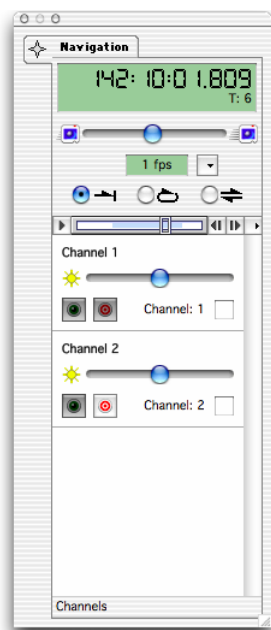 Navigation
142:10:01.809
T: 6
1 fps
Channel 1
Channel: 1
Channel 2
Channel: 2
Channels